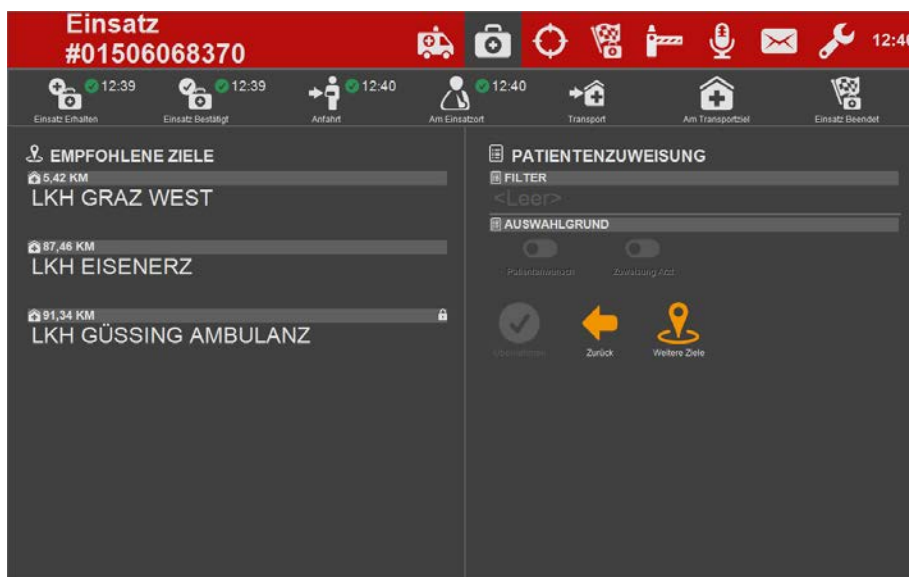 Einsatz
#01506068370
12:40
12:39
12:39
12:40
12:40
Einsatz Erhalten
Einsatz Bestätigt
Anfahrt
Am Einsatzort
Transport
Am Transportziel
Einsatz Beendet
EMPFOHLENE ZIELE
5,42 KM
LKH GRAZ WEST
87,46 KM
LKH EISENERZ
91,34 KM
LKH GÜSSING AMBULANZ
PATIENTENZUWEISUNG
FILTER
<Leer>
AUSWAHLGRUND
Patientenwunsch
Zuweisung Arzt
Übernehmen
Zurück
Weitere Ziele